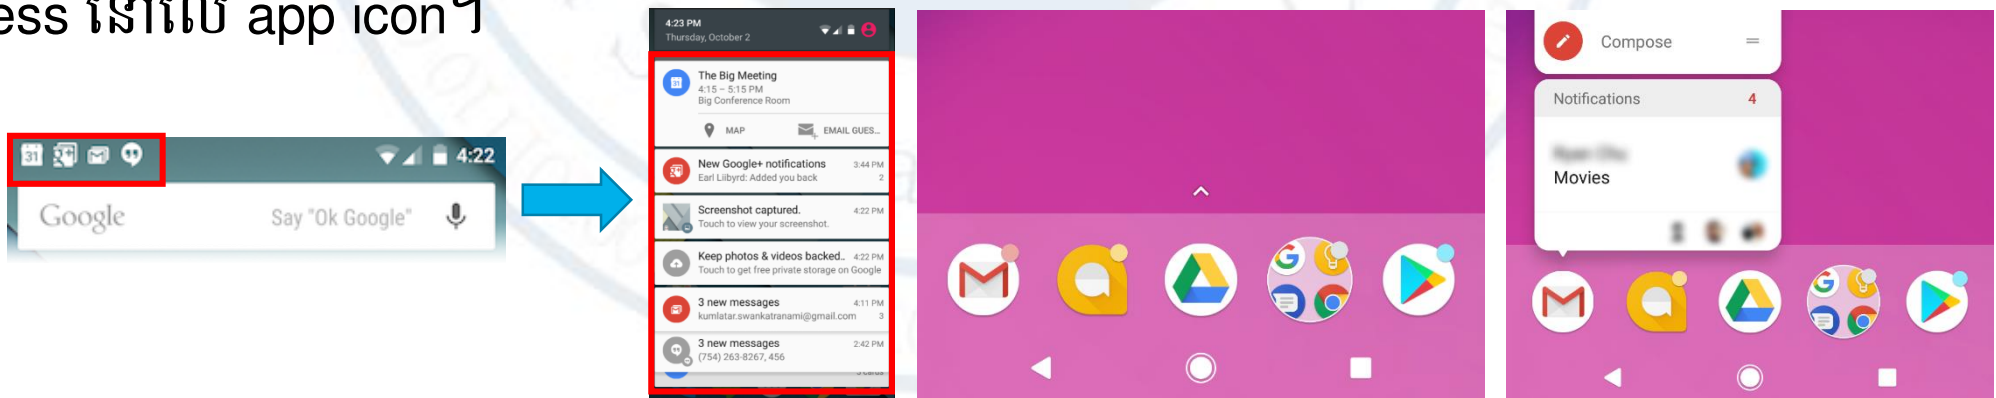 ess នៅលើ app icon។
31
4:22
Google
Say "Ok Google"
4:23 PM
Thursday, October 2
31
The Big Meeting
4:15 – 5:15 PM
Big Conference Room
MAP
EMAIL GUES...
New Google+ notifications 3:44 PM
Earl Liibyrd: Added you back 2
Screenshot captured. 4:22 PM
Touch to view your screenshot.
Keep photos & videos backed.. 4:22 PM
Touch to get free private storage on Google
3 new messages 4:11 PM
kumlatar.swankatranami@gmail.com 3
3 new messages 2:42 PM
(754) 263-8267, 456
Compose
Notifications 4
Movies